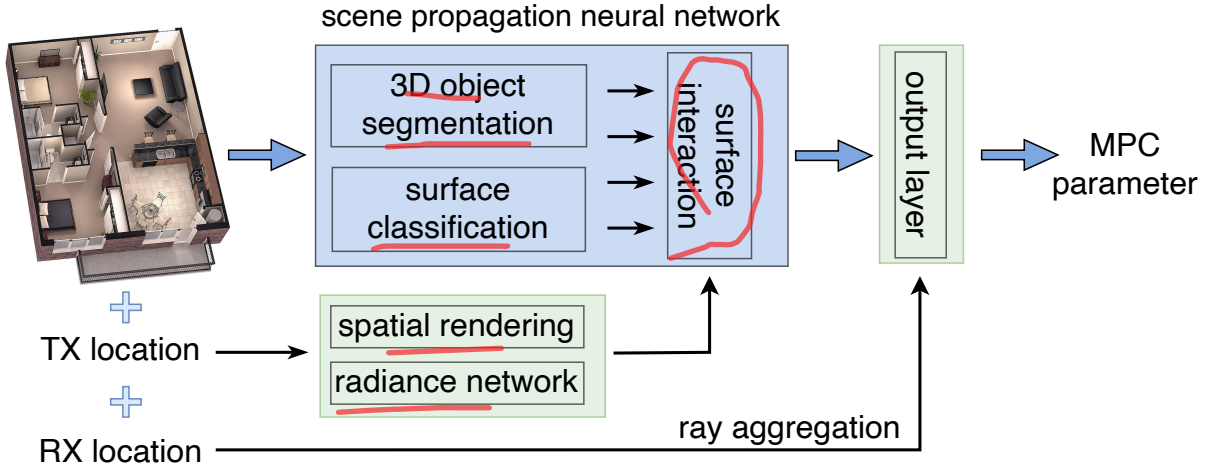 scene propagation neural network
3D object
segmentation
surface
classification
surface
interaction
output layer
MPC
parameter
TX location
spatial rendering
radiance network
RX location
ray aggregation